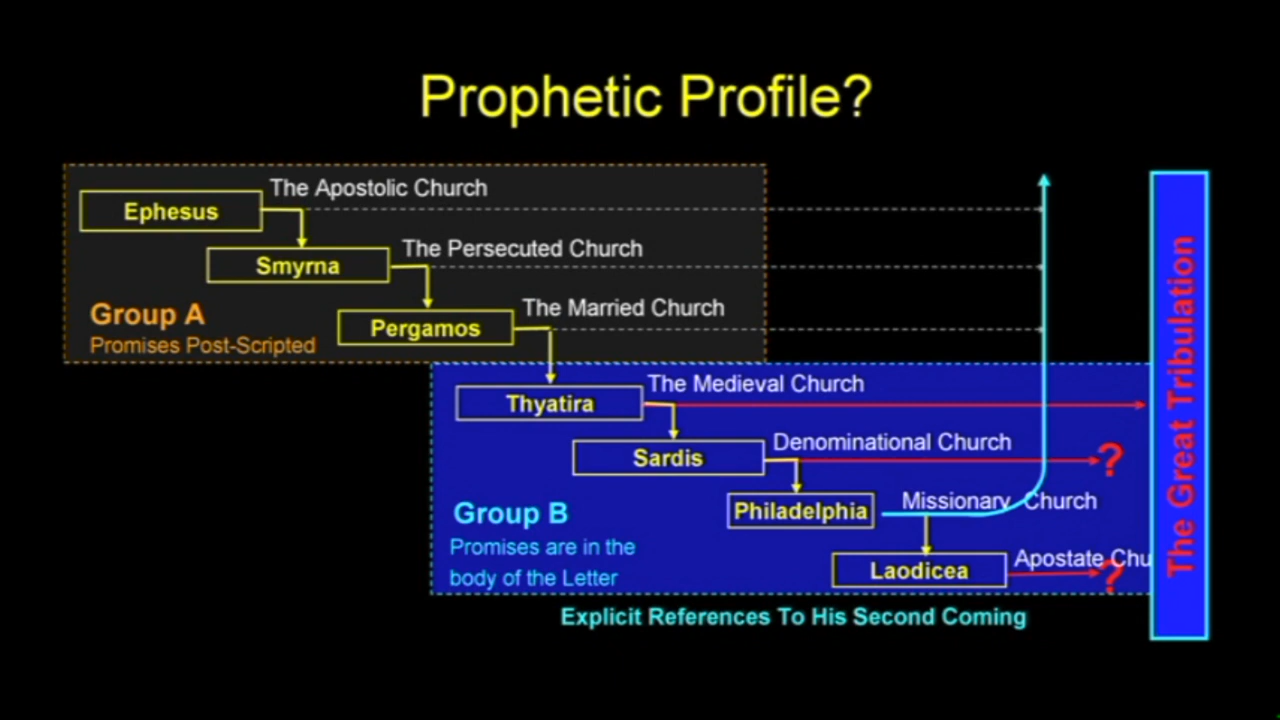 Prophetic Profile?
The Apostolic Church
Ephesus
The Persecuted Church
Smyrna
The Married Church
Pergamos
Group A
Promises Post-Scripted
The Medieval Church
Thyatira
Denominational Church
Sardis
?
Missionary Church
Philadelphia
Group B
Promises are in the
body of the Letter
Apostate Chu
Laodicea
?
Explicit References To His Second Coming
The Great Tribulation